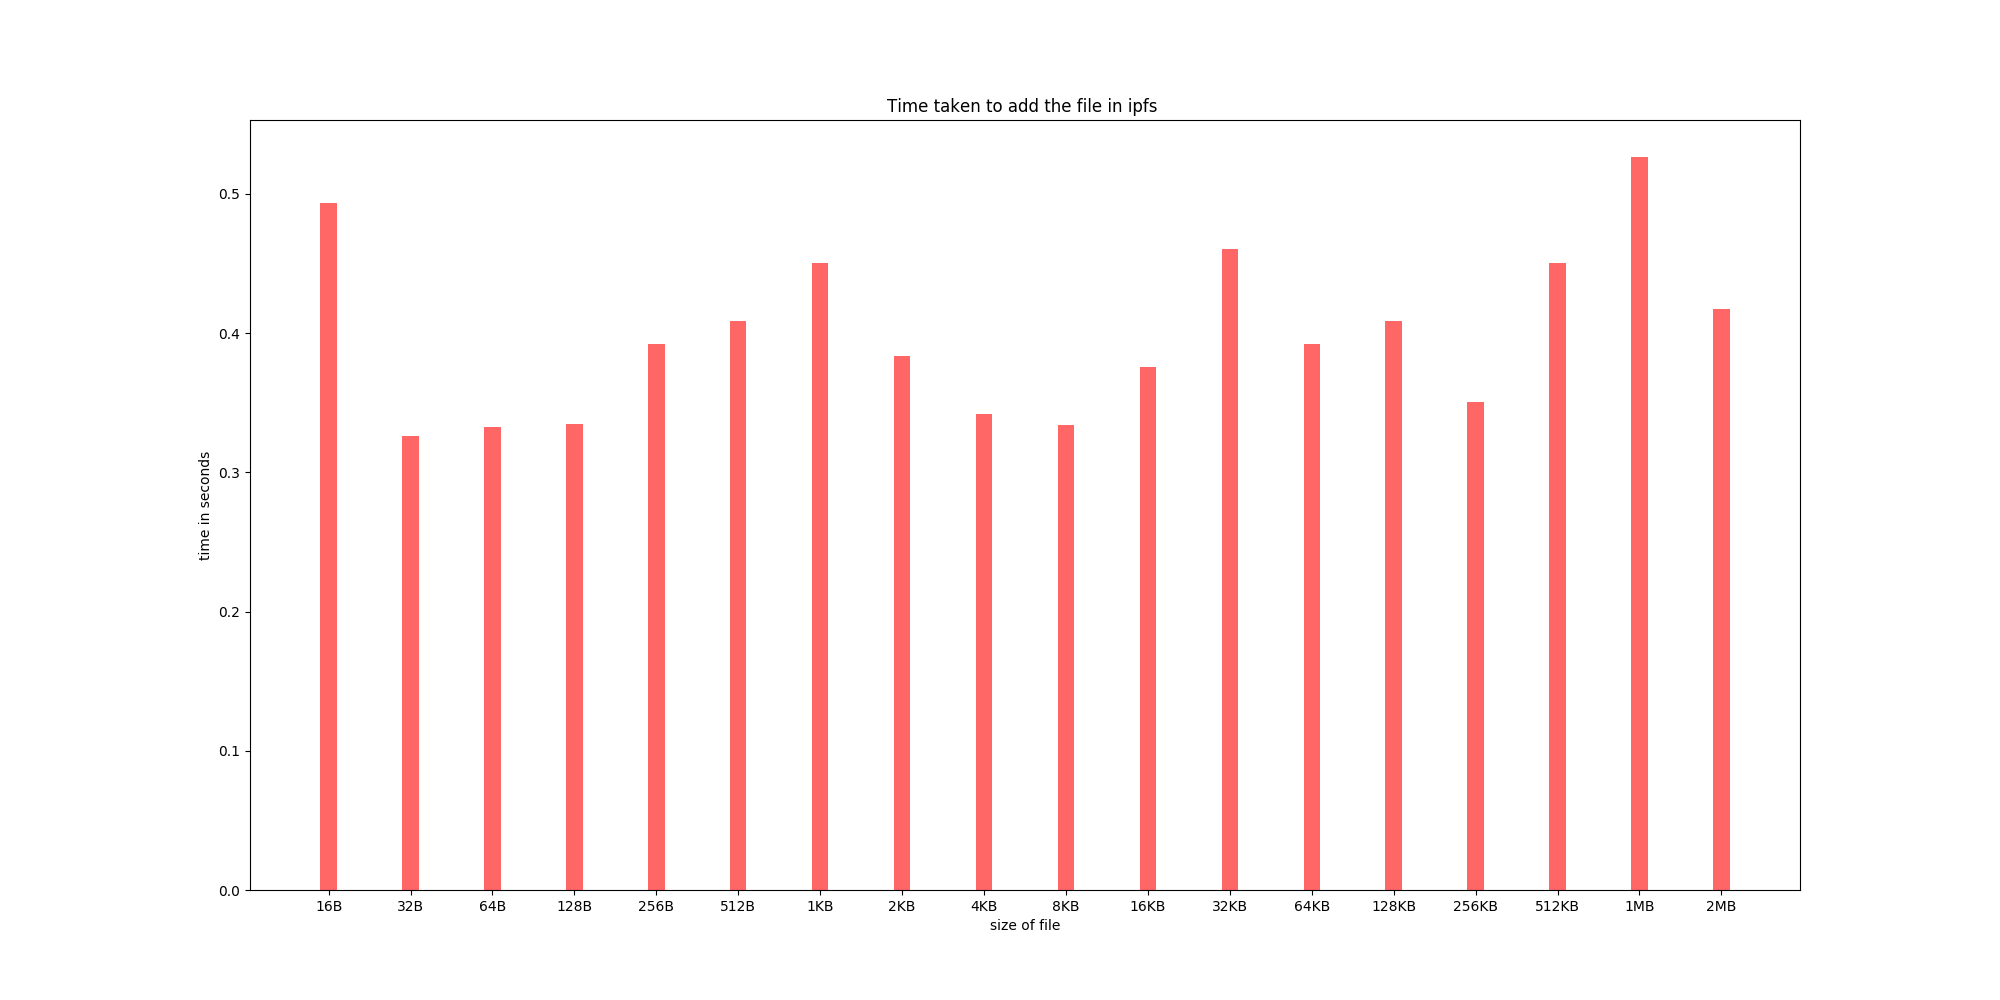 Time taken to add the file in ipfs
time in seconds
0.5
0.4
0.3
0.2
0.1
0.0
16B 32B 64B 128B 256B 512B 1KB 2KB 4KB 8KB 16KB 32KB 64KB 128KB 256KB 512KB 1MB 2MB
size of file